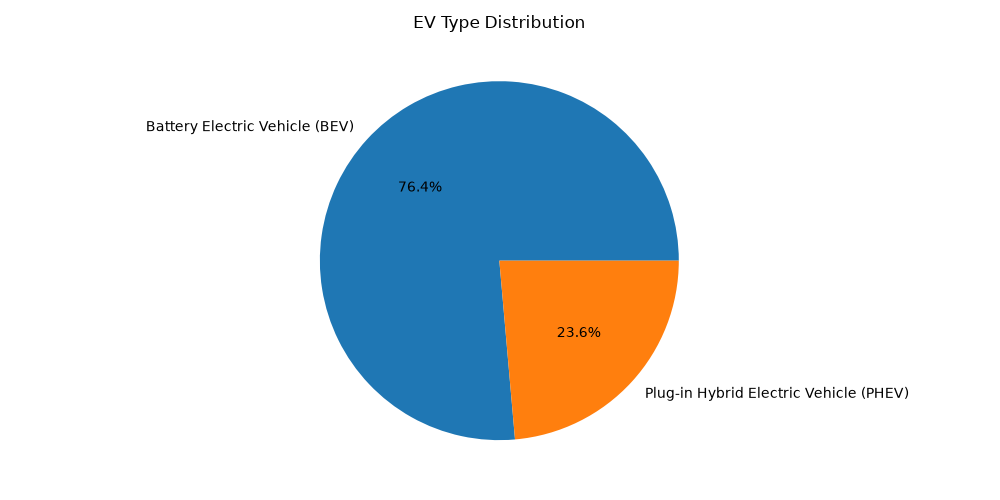 EV Type Distribution
Battery Electric Vehicle (BEV)
76.4%
23.6%
Plug-in Hybrid Electric Vehicle (PHEV)